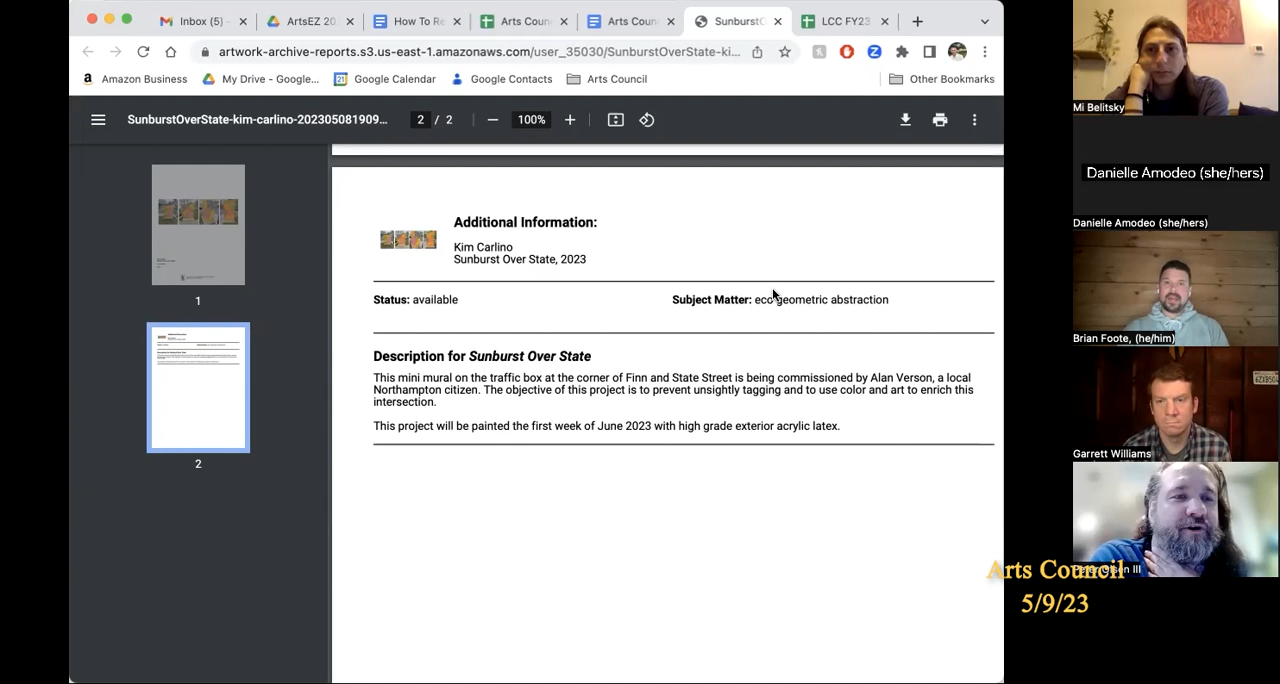 Inbox (5)
ArtsEZ 20
How To Re
Arts Coun
Arts Coun
SunburstO
LCC FY23
artwork-archive-reports.s3.us-east-1.amazonaws.com/user_35030/SunburstOverState-ki...
Amazon Business
My Drive - Google...
Google Calendar
Google Contacts
Arts Council
Other Bookmarks
SunburstOverState-kim-carlino-202305081909...
2 / 2
100%
1
2
Additional Information:
Kim Carlino
Sunburst Over State, 2023
Status: available
Subject Matter: eco geometric abstraction
Description for Sunburst Over State
This mini mural on the traffic box at the corner of Finn and State Street is being commissioned by Alan Verson, a local
Northampton citizen. The objective of this project is to prevent unsightly tagging and to use color and art to enrich this
intersection.
This project will be painted the first week of June 2023 with high grade exterior acrylic latex.
Mi Belitsky
Danielle Amodeo (she/hers)
Danielle Amodeo (she/hers)
Brian Foote, (he/him)
Garrett Williams
III
Arts Council
5/9/23